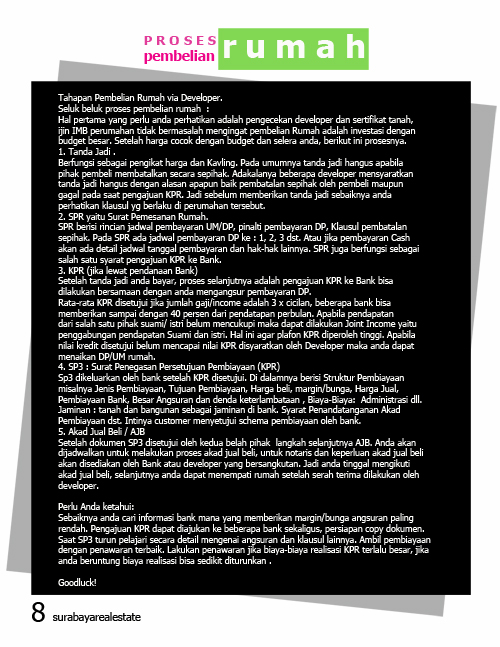 PROSES
pembelian
rumah
Tahapan Pembelian Rumah via Developer.
Seluk beluk proses pembelian rumah :
Hal pertama yang perlu anda perhatikan adalah pengecekan developer dan sertifikat tanah,
ijin IMB perumahan tidak bermasalah mengingat pembelian Rumah adalah investasi dengan
budget besar. Setelah harga cocok dengan budget dan selera anda, berikut ini prosesnya.
1. Tanda Jadi .
Berfungsi sebagai pengikat harga dan Kavling. Pada umumnya tanda jadi hangus apabila
pihak pembeli membatalkan secara sepihak. Adakalanya beberapa developer mensyaratkan
tanda jadi hangus dengan alasan apapun baik pembatalan sepihak oleh pembeli maupun
gagal pada saat pengajuan KPR. Jadi sebelum memberikan tanda jadi sebaiknya anda
perhatikan klausul yg berlaku di perumahan tersebut.
2. SPR yaitu Surat Pemesanan Rumah.
SPR berisi rincian jadwal pembayaran UM/DP, pinalti pembayaran DP, Klausul pembatalan
sepihak. Pada SPR ada jadwal pembayaran DP ke : 1, 2, 3 dst. Atau jika pembayaran Cash
akan ada detail jadwal tanggal pembayaran dan hak-hak lainnya. SPR juga berfungsi sebagai
salah satu syarat pengajuan KPR ke Bank.
3. KPR (jika lewat pendanaan Bank)
Setelah tanda jadi anda bayar, proses selanjutnya adalah pengajuan KPR ke Bank bisa
dilakukan bersamaan dengan anda mengangsur pembayaran DP.
Rata-rata KPR disetujui jika jumlah gaji/income adalah 3 x cicilan, beberapa bank bisa
memberikan sampai dengan 40 persen dari pendatapan perbulan. Apabila pendapatan
dari salah satu pihak suami/ istri belum mencukupi maka dapat dilakukan Joint Income yaitu
penggabungan pendapatan Suami dan istri. Hal ini agar plafon KPR diperoleh tinggi. Apabila
nilai kredit disetujui belum mencapai nilai KPR disyaratkan oleh Developer maka anda dapat
menaikan DP/UM rumah.
4. SP3 : Surat Penegasan Persetujuan Pembiayaan (KPR)
Sp3 dikeluarkan oleh bank setelah KPR disetujui. Di dalamnya berisi Struktur Pembiayaan
misalnya Jenis Pembiayaan, Tujuan Pembiayaan, Harga beli, margin/bunga, Harga Jual,
Pembiayaan Bank, Besar Angsuran dan denda keterlambatan , Biaya-Biaya: Administrasi dll.
Jaminan : tanah dan bangunan sebagai jaminan di bank. Syarat Penandatanganan Akad
Pembiayaan dst. Intinya customer menyetujui schema pembiayaan oleh bank.
5. Akad Jual Beli / AJB
Setelah dokumen SP3 disetujui oleh kedua belah pihak langkah selanjutnya AJB. Anda akan
dijadwalkan untuk melakukan proses akad jual beli, untuk notaris dan keperluan akad jual beli
akan disediakan oleh Bank atau developer yang bersangkutan. Jadi anda tinggal mengikuti
akad jual beli, selanjutnya anda dapat menempati rumah setelah serah terima dilakukan oleh
developer.
Perlu Anda ketahui:
Sebaiknya anda cari informasi bank mana yang memberikan margin/bunga angsuran paling
rendah. Pengajuan KPR dapat diajukan ke beberapa bank sekaligus, persiapan copy dokumen.
Saat SP3 turun pelajari secara detail mengenai angsuran dan klausul lainnya. Ambil pembiayaan
dengan penawaran terbaik. Lakukan penawaran jika biaya-biaya realisasi KPR terlalu besar, jika
anda beruntung biaya realisasi bisa sedikit diturunkan .
Goodluck!
8 surabayarealestate